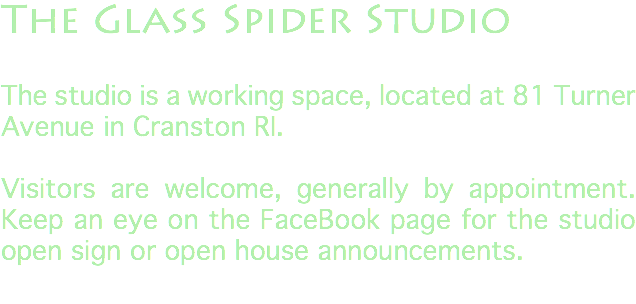 The Glass Spider Studio
The studio is a working space, located at 81 Turner
Avenue in Cranston RI.
Visitors are welcome, generally by appointment.
Keep an eye on the FaceBook page for the studio
open sign or open house announcements.